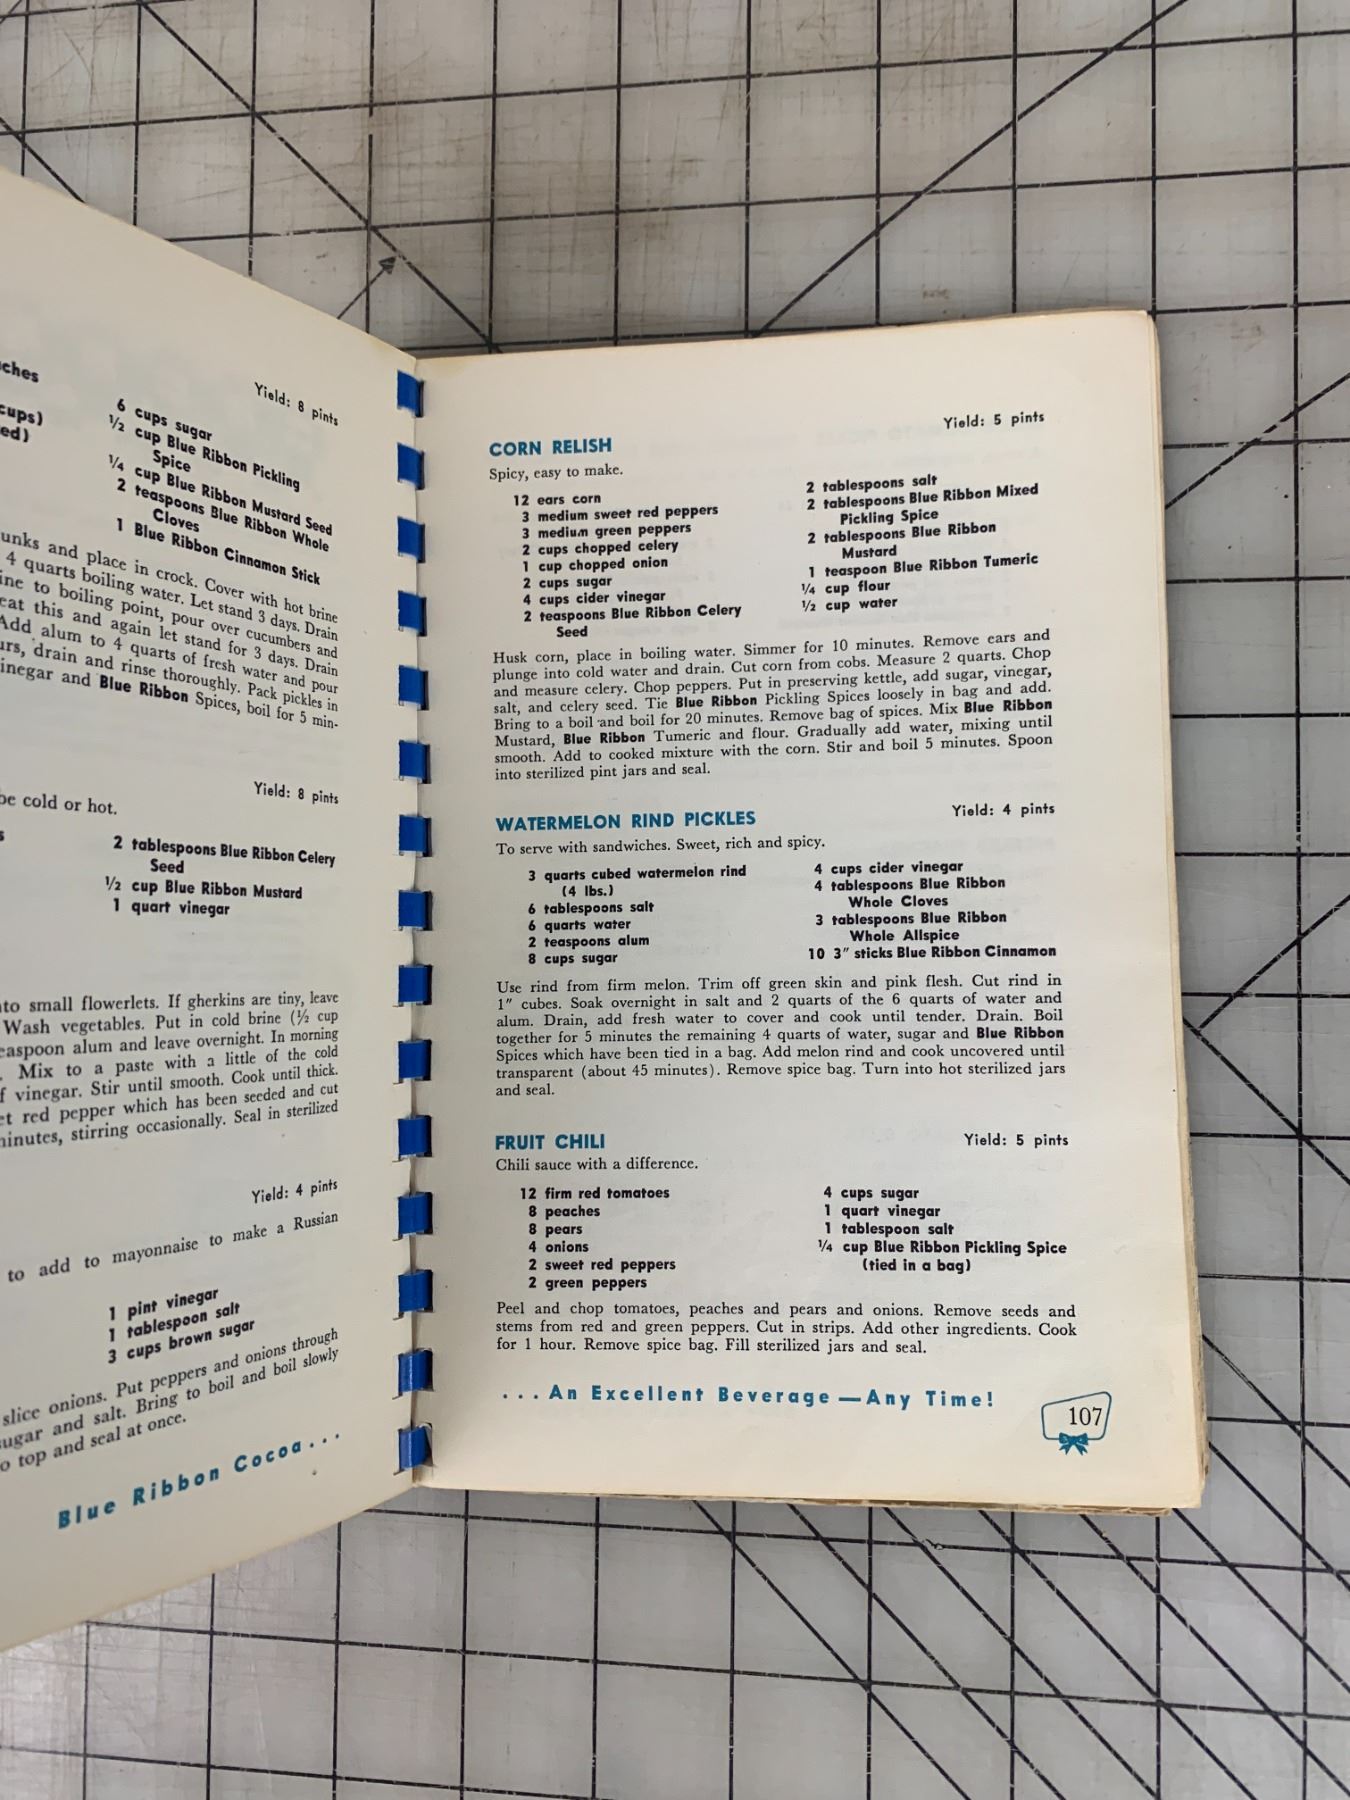 ches
cups)
ed)
Yield: 8 pints
6 cups sugar
½ cup Blue Ribbon Pickling
Spice
¼ cup Blue Ribbon Mustard Seed
2 teaspoons Blue Ribbon Whole
Cloves
1 Blue Ribbon Cinnamon Stick
unks and place in crock. Cover with hot brine
4 quarts boiling water. Let stand 3 days. Drain
ine to boiling point, pour over cucumbers and
eat this and again let stand for 3 days. Drain
Add alum to 4 quarts of fresh water and pour
urs, drain and rinse thoroughly. Pack pickles in
inegar and Blue Ribbon Spices, boil for 5 min-
Yield: 8 pints
be cold or hot.
s
2 tablespoons Blue Ribbon Celery
Seed
½ cup Blue Ribbon Mustard
1 quart vinegar
to small flowerlets. If gherkins are tiny, leave
Wash vegetables. Put in cold brine (½ cup
easpoon alum and leave overnight. In morning
. Mix to a paste with a little of the cold
f vinegar. Stir until smooth. Cook until thick.
et red pepper which has been seeded and cut
minutes, stirring occasionally. Seal in sterilized
Yield: 4 pints
to add to mayonnaise to make a Russian
1 pint vinegar
1 tablespoon salt
3 cups brown sugar
slice onions. Put peppers and onions through
ugar and salt. Bring to boil and boil slowly
o top and seal at once.
Blue Ribbon Cocoa...
CORN RELISH
Yield: 5 pints
Spicy, easy to make.
12 ears corn
3 medium sweet red peppers
3 medium green peppers
2 cups chopped celery
1 cup chopped onion
2 cups sugar
4 cups cider vinegar
2 teaspoons Blue Ribbon Celery
Seed
2 tablespoons salt
2 tablespoons Blue Ribbon Mixed
Pickling Spice
2 tablespoons Blue Ribbon
Mustard
1 teaspoon Blue Ribbon Tumeric
¼ cup flour
½ cup water
Husk corn, place in boiling water. Simmer for 10 minutes. Remove ears and
plunge into cold water and drain. Cut corn from cobs. Measure 2 quarts. Chop
and measure celery. Chop peppers. Put in preserving kettle, add sugar, vinegar,
salt, and celery seed. Tie Blue Ribbon Pickling Spices loosely in bag and add.
Bring to a boil and boil for 20 minutes. Remove bag of spices. Mix Blue Ribbon
Mustard, Blue Ribbon Tumeric and flour. Gradually add water, mixing until
smooth. Add to cooked mixture with the corn. Stir and boil 5 minutes. Spoon
into sterilized pint jars and seal.
WATERMELON RIND PICKLES
Yield: 4 pints
To serve with sandwiches. Sweet, rich and spicy.
3 quarts cubed watermelon rind
(4 lbs.)
6 tablespoons salt
6 quarts water
2 teaspoons alum
8 cups sugar
4 cups cider vinegar
4 tablespoons Blue Ribbon
Whole Cloves
3 tablespoons Blue Ribbon
Whole Allspice
10 3" sticks Blue Ribbon Cinnamon
Use rind from firm melon. Trim off green skin and pink flesh. Cut rind in
1" cubes. Soak overnight in salt and 2 quarts of the 6 quarts of water and
alum. Drain, add fresh water to cover and cook until tender. Drain. Boil
together for 5 minutes the remaining 4 quarts of water, sugar and Blue Ribbon
Spices which have been tied in a bag. Add melon rind and cook uncovered until
transparent (about 45 minutes). Remove spice bag. Turn into hot sterilized jars
and seal.
FRUIT CHILI
Yield: 5 pints
Chili sauce with a difference.
12 firm red tomatoes
8 peaches
8 pears
4 onions
2 sweet red peppers
2 green peppers
4 cups sugar
1 quart vinegar
1 tablespoon salt
¼ cup Blue Ribbon Pickling Spice
(tied in a bag)
Peel and chop tomatoes, peaches and pears and onions. Remove seeds and
stems from red and green peppers. Cut in strips. Add other ingredients. Cook
for 1 hour. Remove spice bag. Fill sterilized jars and seal.
...An Excellent Beverage — Any Time!
107